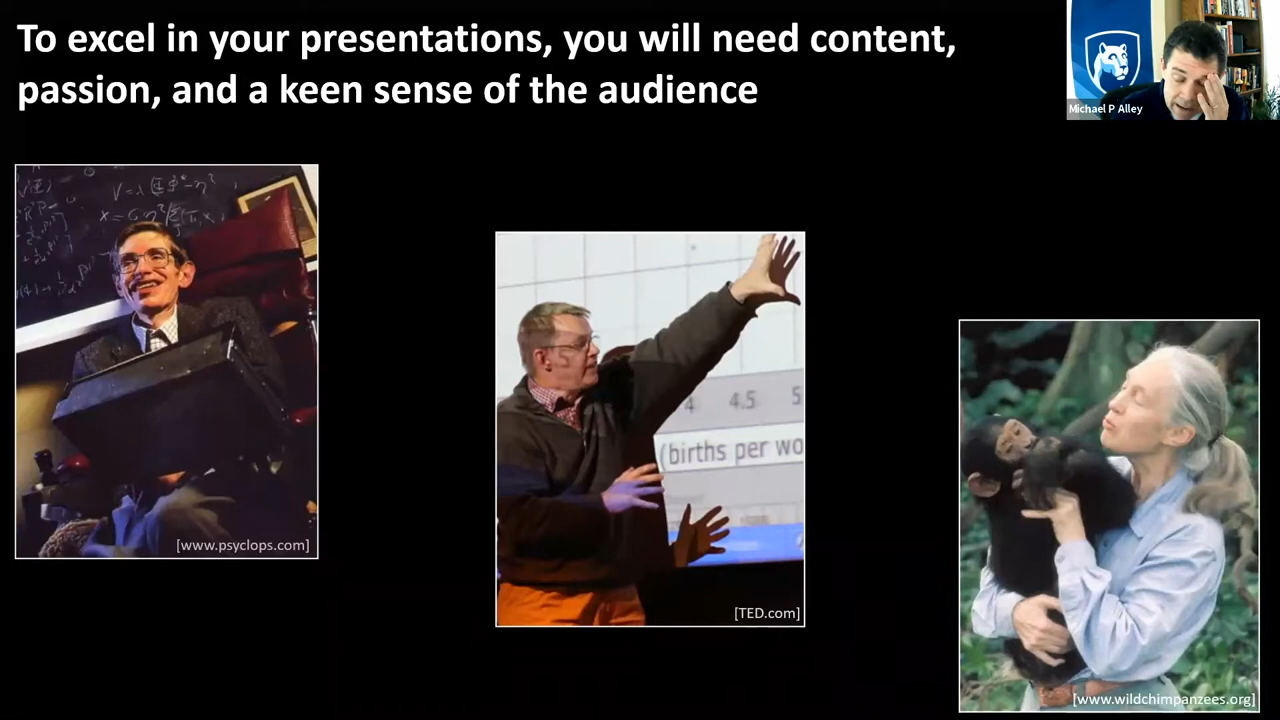 To excel in your presentations, you will need content,
passion, and a keen sense of the audience
Michael P Alley
[www.psyclops.com]
4 4.5 5
(births per wo
[TED.com]
[www.wildchimpanzees.org]